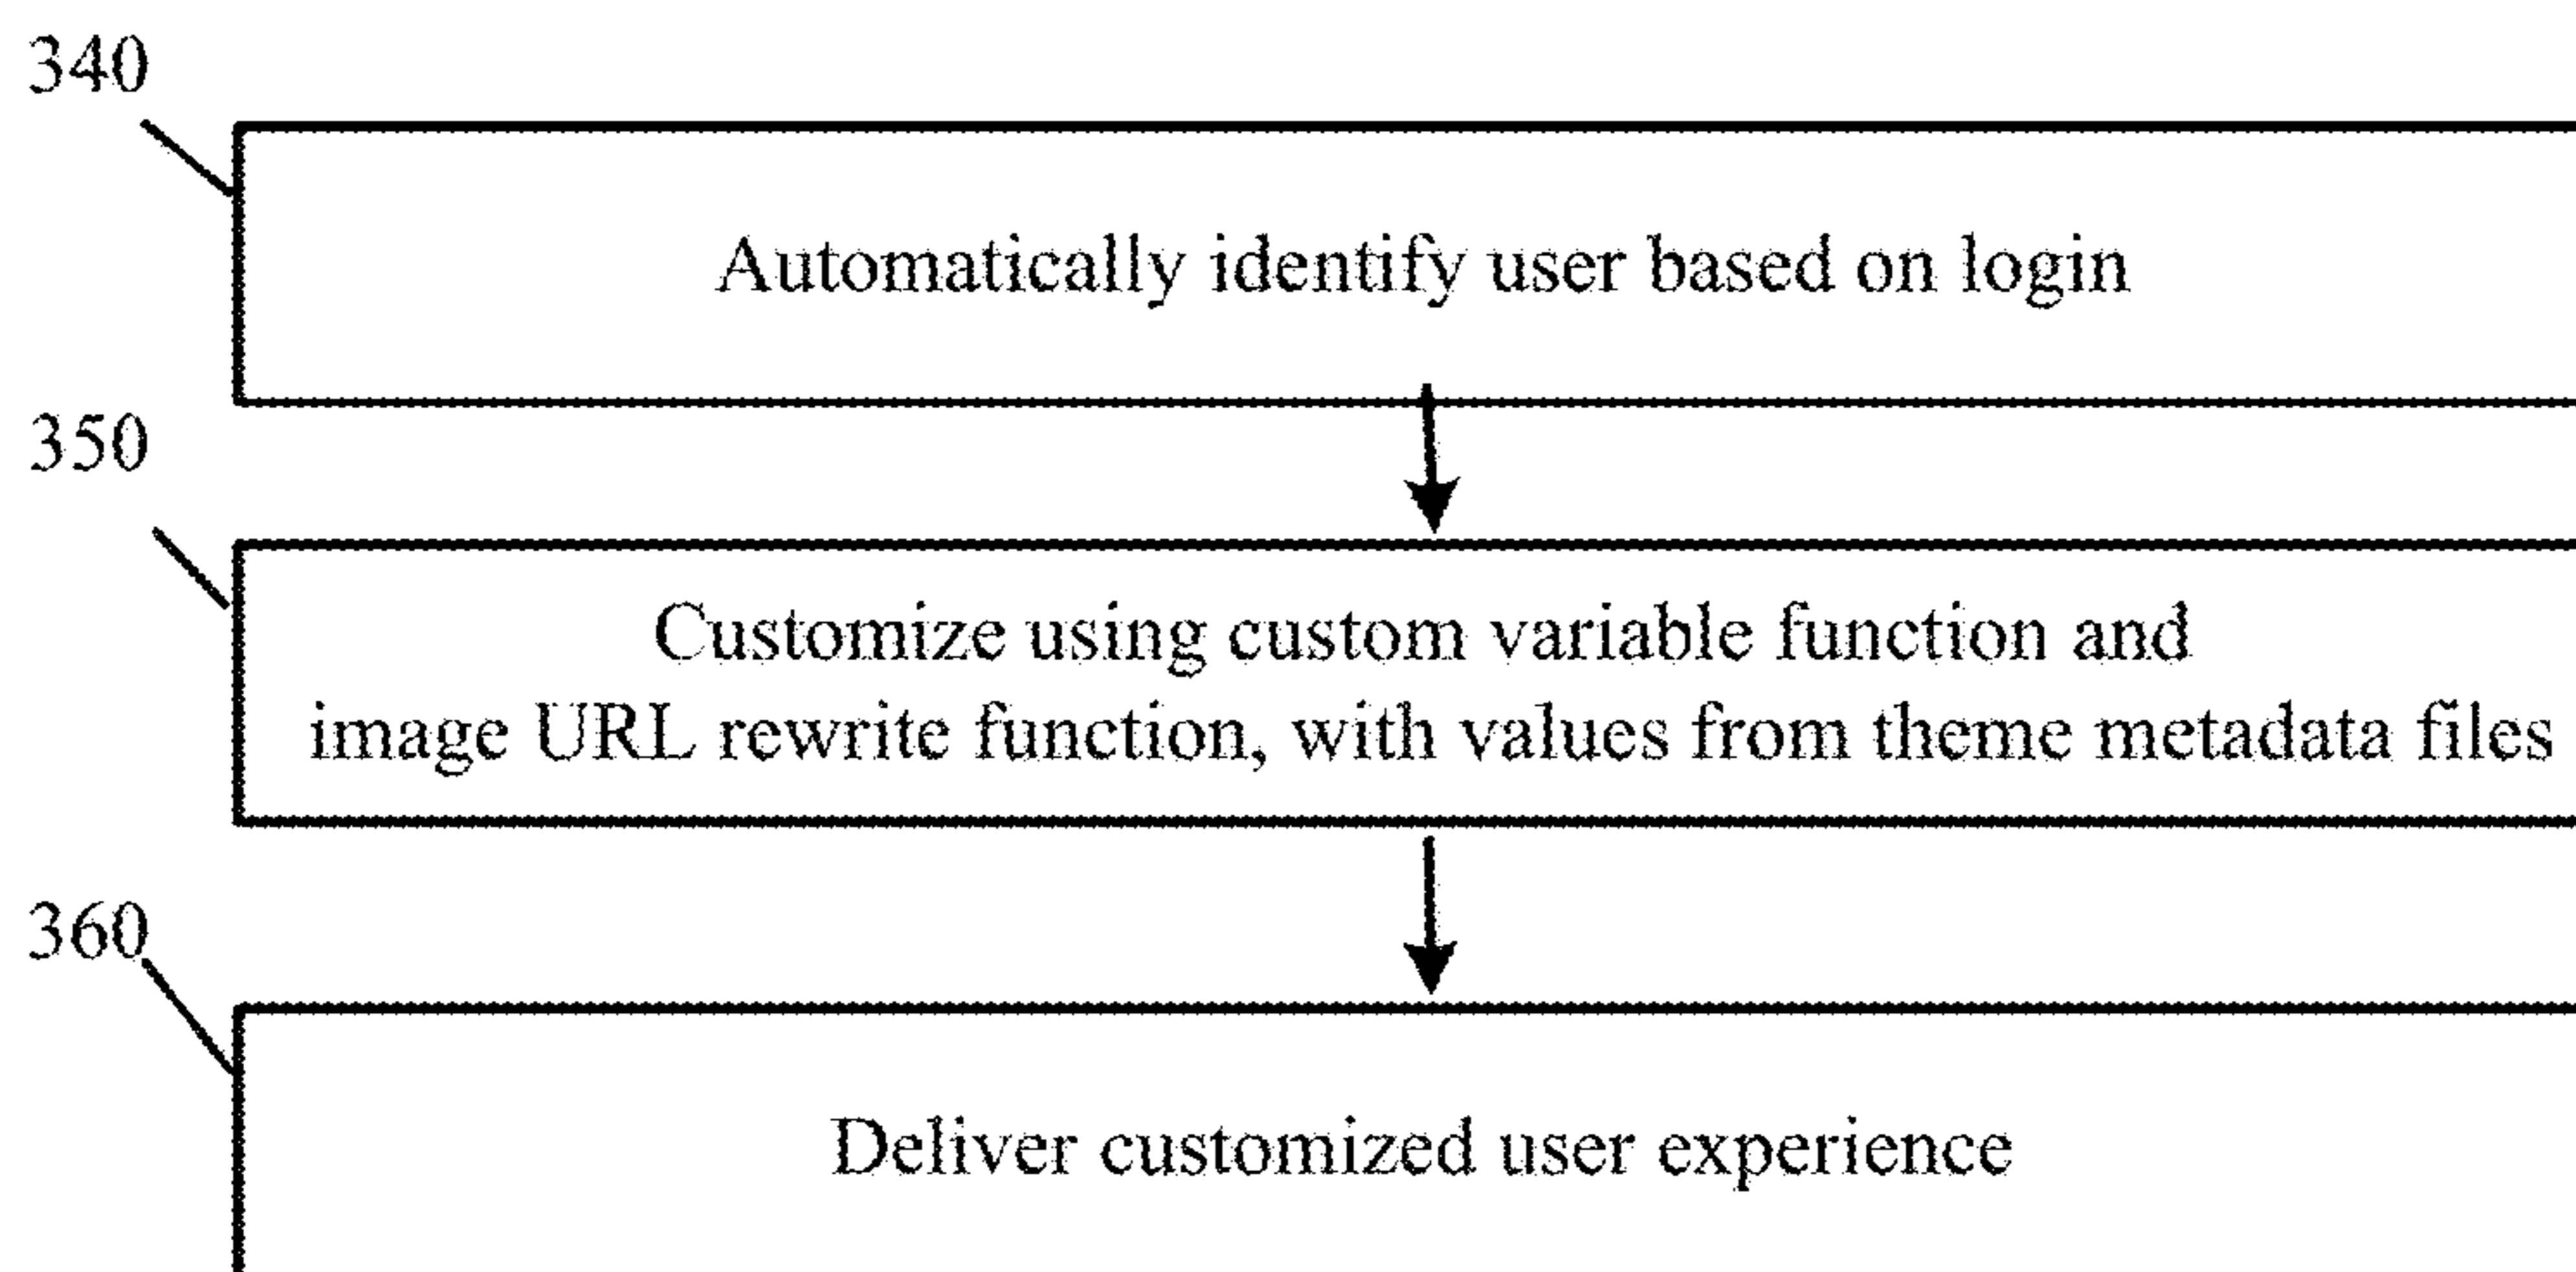 340
Automatically identify user based on login
350
Customize using custom variable function and
image URL rewrite function, with values from theme metadata files
360
Deliver customized user experience